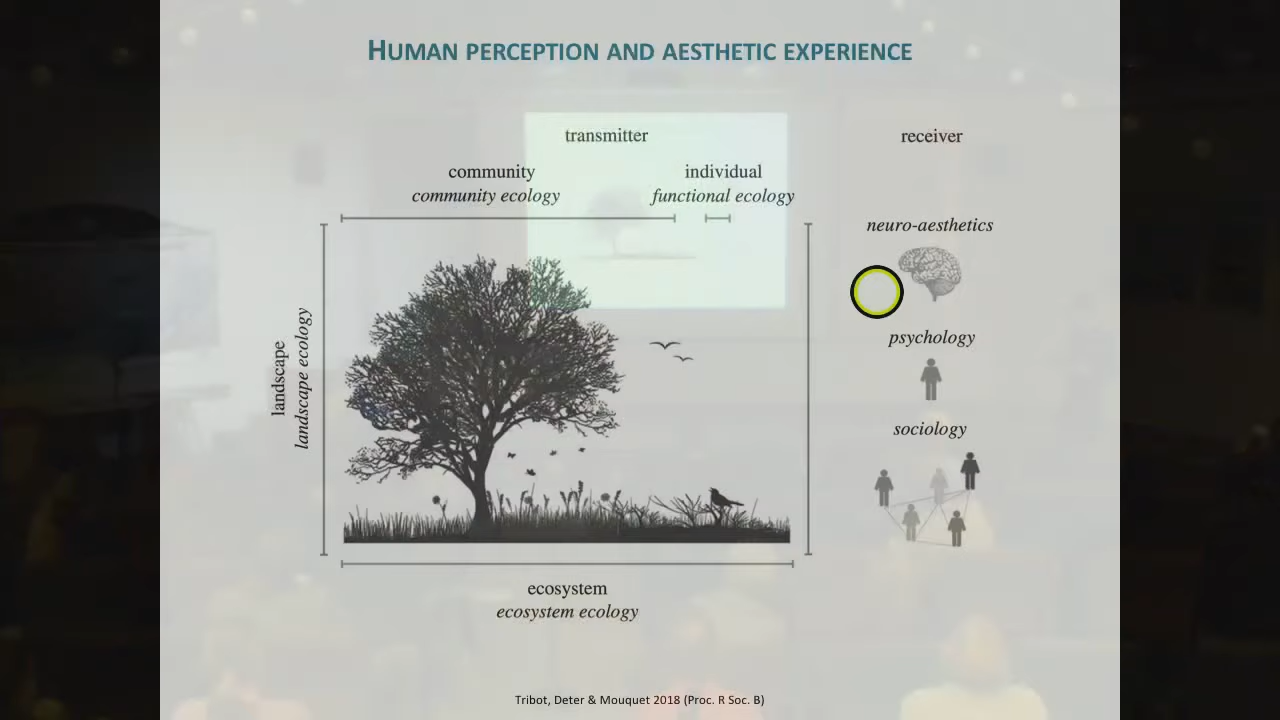 HUMAN PERCEPTION AND AESTHETIC EXPERIENCE
transmitter
receiver
community
community ecology
individual
functional ecology
landscape
landscape ecology
neuro-aesthetics
psychology
sociology
ecosystem
ecosystem ecology
Tribot, Deter & Mouquet 2018 (Proc. R Soc. B)